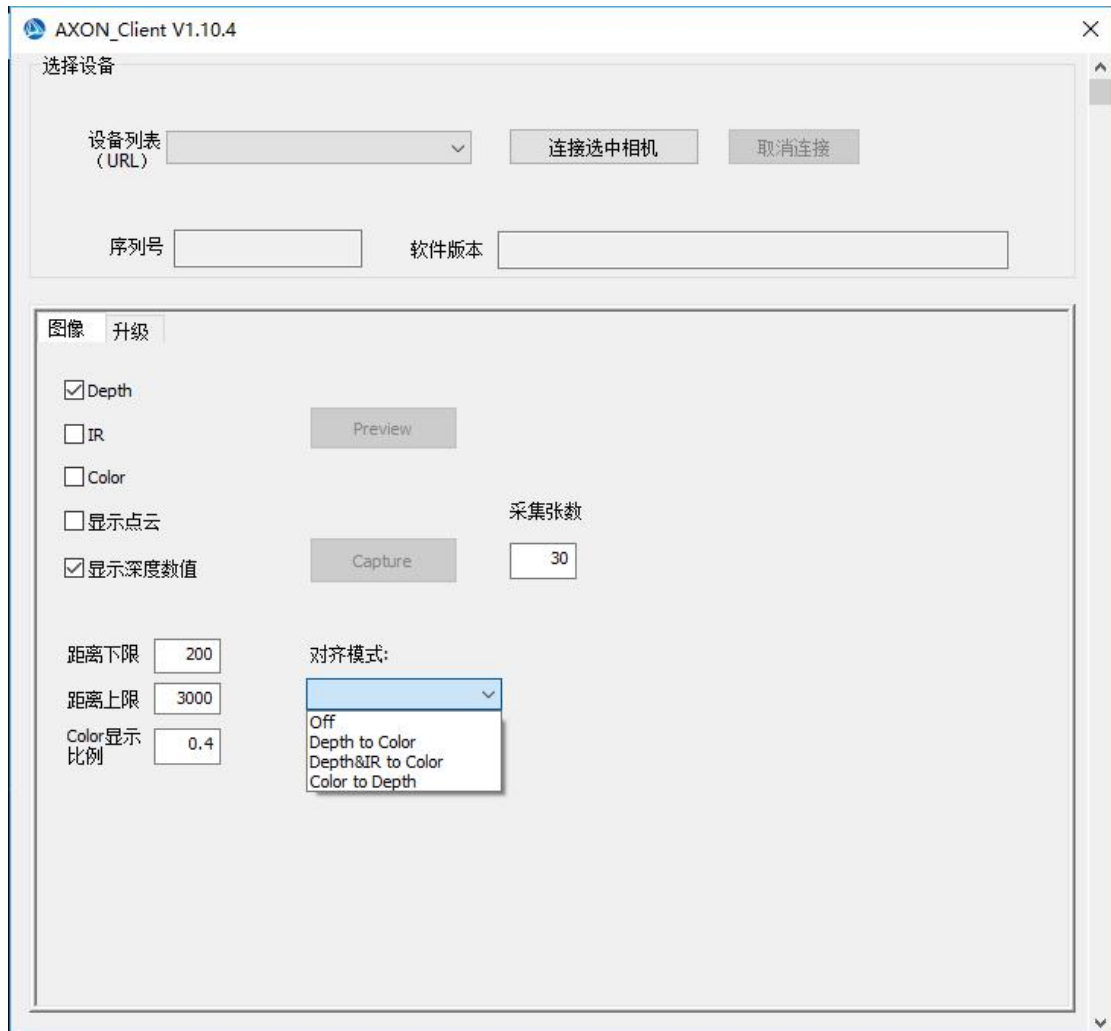 AXON_Client V1.10.4
选择设备
设备列表
(URL)
连接选中相机
取消连接
序列号
软件版本
图像
升级
Depth
IR
Preview
Color
显示点云
采集张数
显示深度数值
Capture
30
距离下限
200
对齐模式:
距离上限
3000
Color显示
比例
0.4
Off
Depth to Color
Depth&IR to Color
Color to Depth